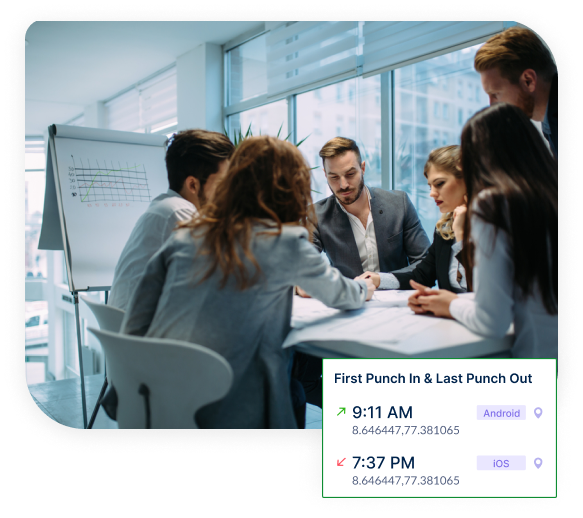 First Punch In & Last Punch Out
9:11 AM Android
8.646447,77.381065
7:37 PM iOS
8.646447,77.381065